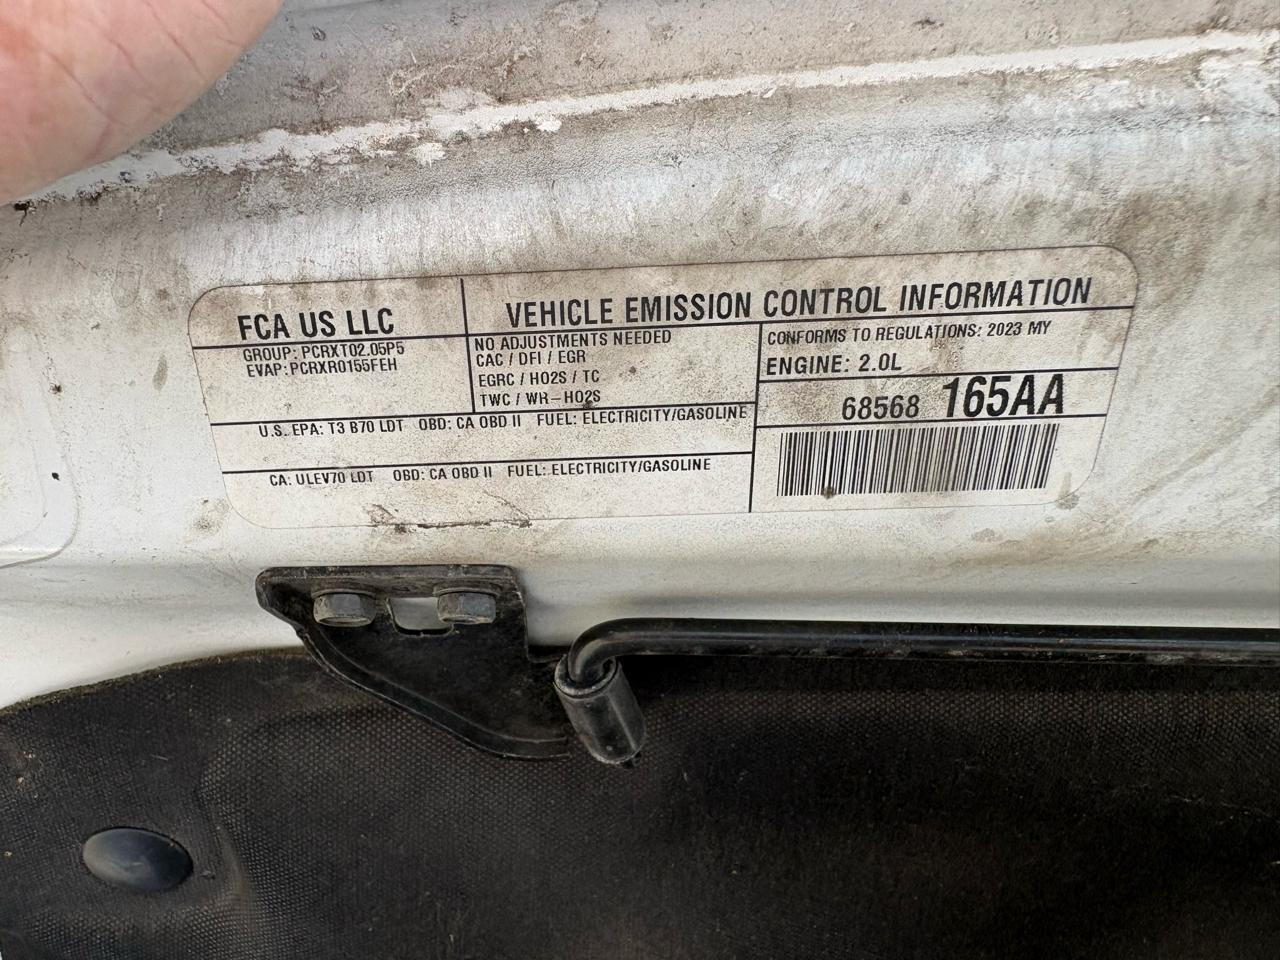 FCA US LLC
GROUP: PCRXT02.05P5
EVAP:PCRXR0155FEH
VEHICLE EMISSION CONTROL INFORMATION
NO ADJUSTMENTS NEEDED
CAC / DFI / EGR
EGRC / HO2S / TC
TWC / WR-HO2S
CONFORMS TO REGULATIONS: 2023 MY
ENGINE: 2.0L
68568 165AA
U.S. EPA: T3 B70 LDT OBD: CA OBD II FUEL: ELECTRICITY/GASOLINE
CA: ULEV70 LDT OBD: CA OBD II FUEL: ELECTRICITY/GASOLINE